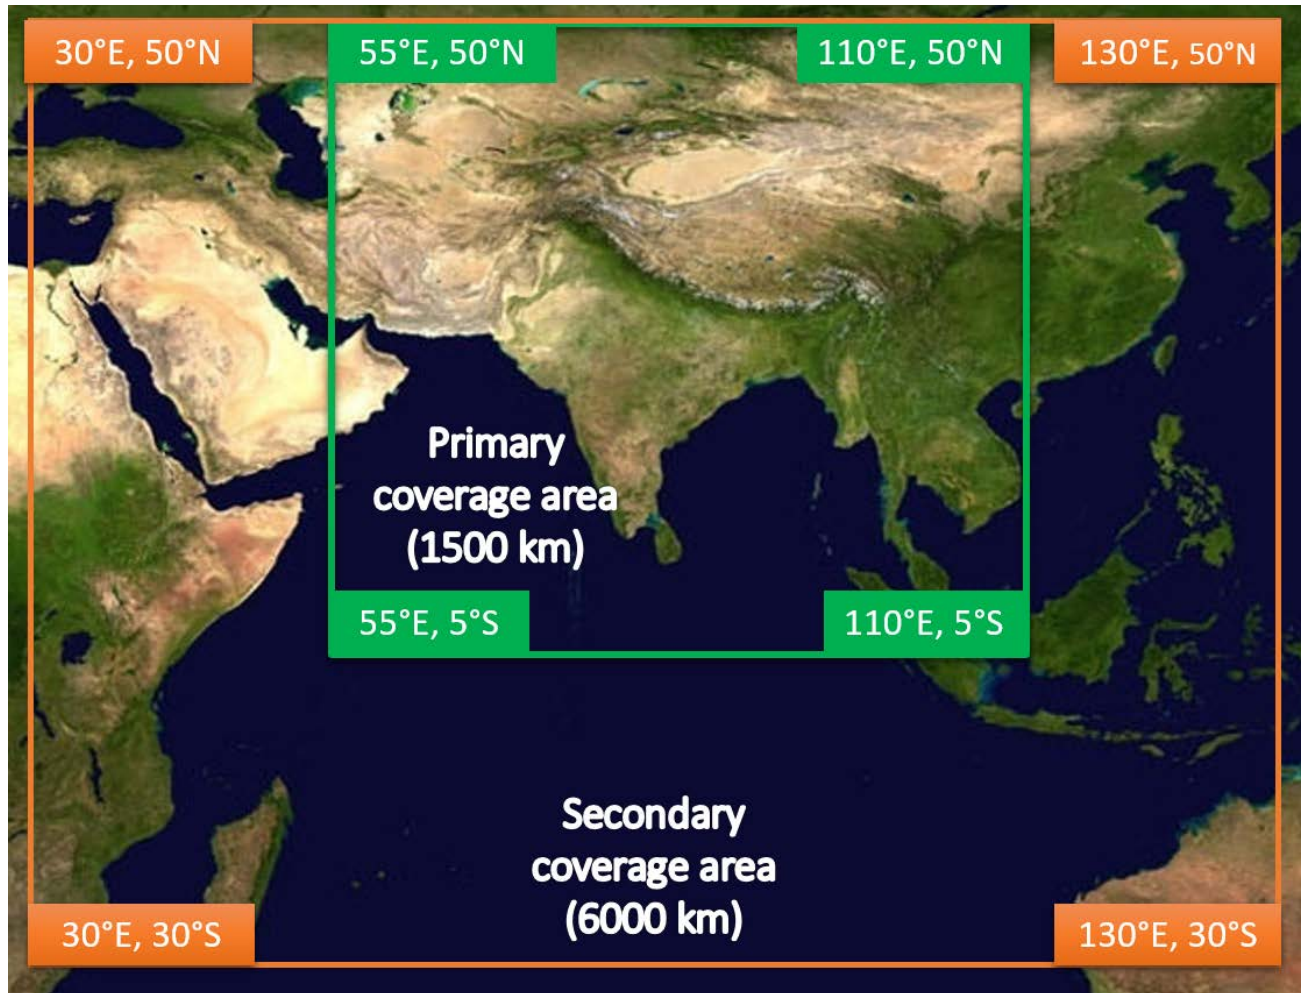 30°E, 50°N
55°E, 50°N
110°E, 50°N
130°E, 50°N
Primary
coverage area
(1500 km)
55°E, 5°S
110°E, 5°S
Secondary
coverage area
(6000 km)
30°E, 30°S
130°E, 30°S